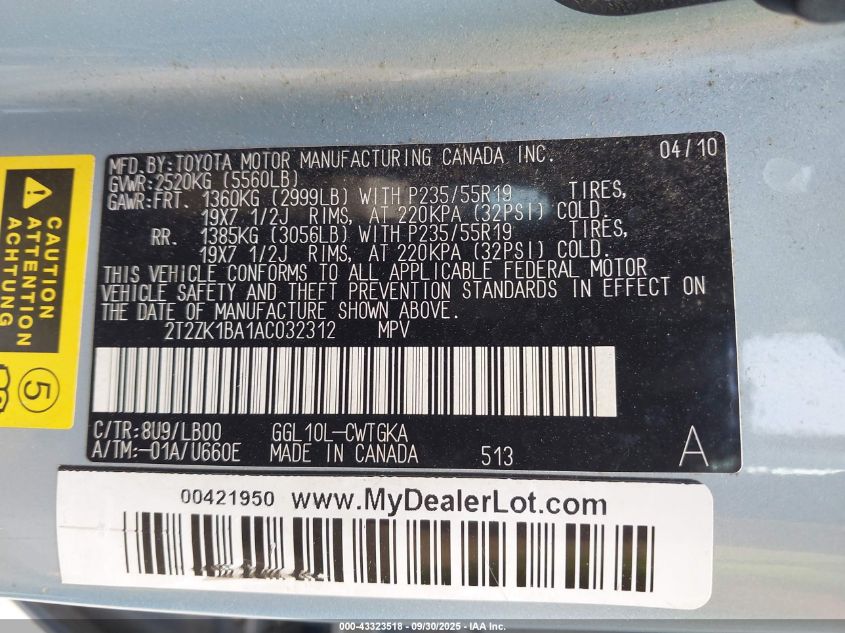 MFD.BY:TOYOTA MOTOR MANUFACTURING CANADA INC. 04/10
GVWR:2520KG (5560LB)
GAWR:FRT. 1360KG (2999LB) WITH P235/55R19 TIRES,
19X7 1/2J RIMS, AT 220KPA (32PSI) COLD.
RR. 1385KG (3056LB) WITH P235/55R19 TIRES,
19X7 1/2J RIMS, AT 220KPA (32PSI) COLD.
THIS VEHICLE CONFORMS TO ALL APPLICABLE FEDERAL MOTOR
VEHICLE SAFETY AND THEFT PREVENTION STANDARDS IN EFFECT ON
THE DATE OF MANUFACTURE SHOWN ABOVE.
2T2ZK1BA1AC032312 MPV
C/TR:8U9/LB00 GGL10L-CWTGKA
A/TM:-01A/U660E MADE IN CANADA 513 A
CAUTION
ATTENTION
ACHTUNG
5
00421950 www.MyDealerLot.com
000-43323518 - 09/30/2025 - IAA Inc.